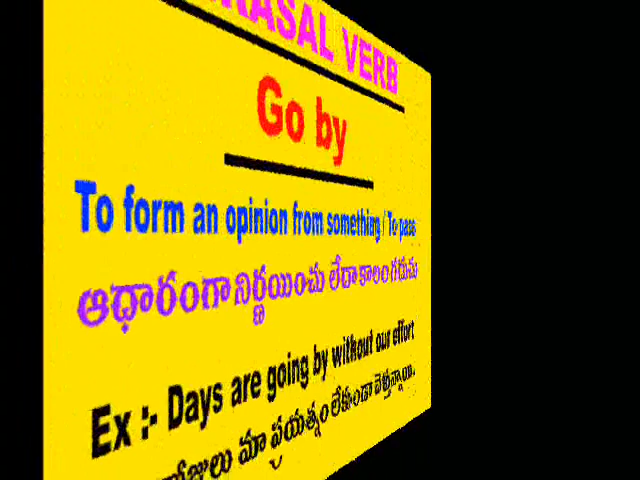 PHRASAL VERB
Go by
To form an opinion from something / To pass
ఆధారంగా నిర్ణయించు లేదా కాలం గడుచు
Ex :- Days are going by without our effort
రోజులు మా ప్రయత్నం లేకుండా వెళ్తున్నాయి.